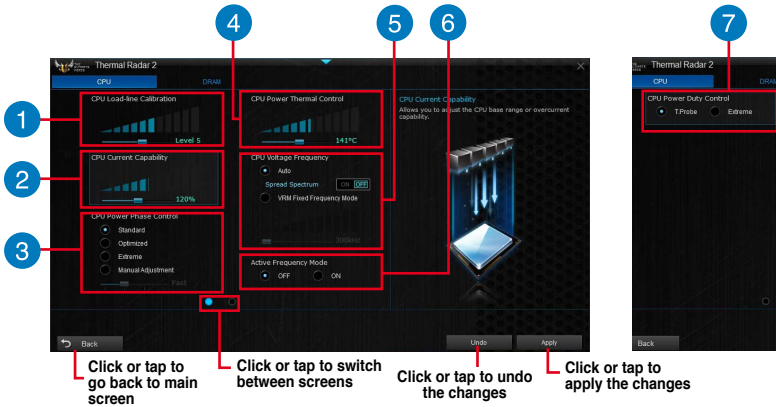 4
5
6
7
Thermal Radar 2
CPU
DRAM
1
CPU Load-line Calibration
Level 5
2
CPU Current Capability
120%
3
CPU Power Phase Control
Standard
Optimized
Extreme
Manual Adjustment
Fast
CPU Power Thermal Control
141°C
CPU Voltage Frequency
Auto
Spread Spectrum
ON OFF
VRM Fixed Frequency Mode
300kHz
Active Frequency Mode
OFF ON
CPU Current Capability
Allows you to adjust the CPU base range or overcurrent
capability.
Back
Undo
Apply
Thermal Radar 2
CPU
DRAM
CPU Power Duty Control
T.Probe Extreme
Back
Click or tap to
go back to main
screen
Click or tap to switch
between screens
Click or tap to undo
the changes
Click or tap to
apply the changes